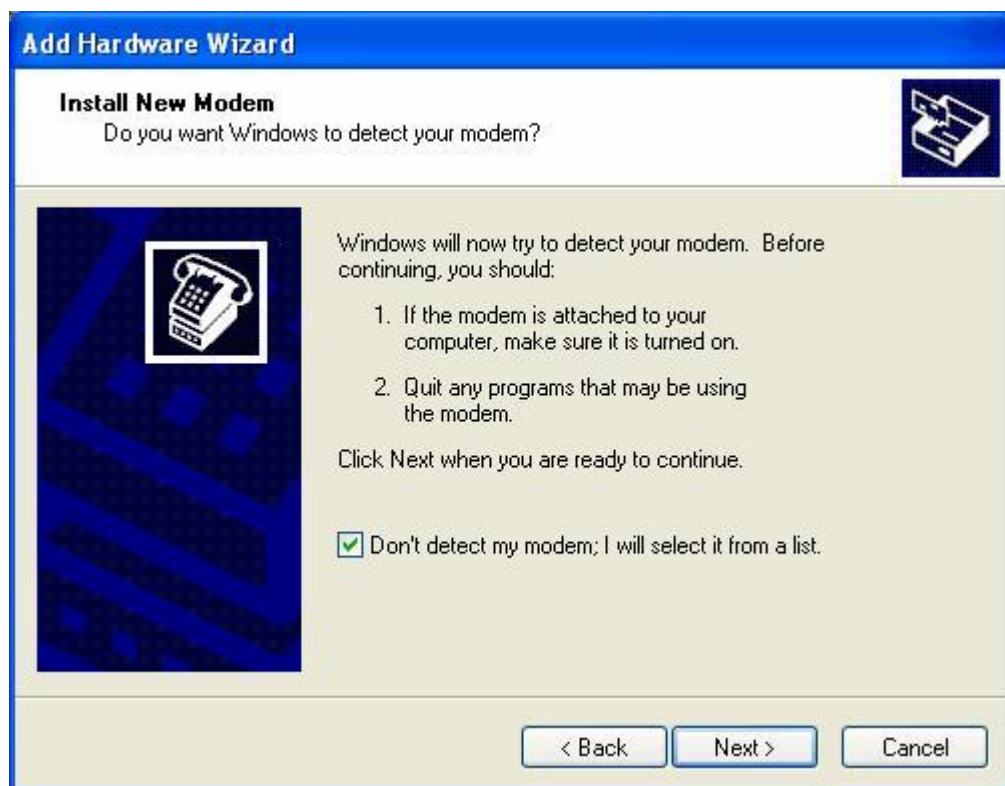 Add Hardware Wizard
Install New Modem
Do you want Windows to detect your modem?
Windows will now try to detect your modem. Before
continuing, you should:
1. If the modem is attached to your
computer, make sure it is turned on.
2. Quit any programs that may be using
the modem.
Click Next when you are ready to continue.
Don't detect my modem; I will select it from a list.
< Back Next > Cancel